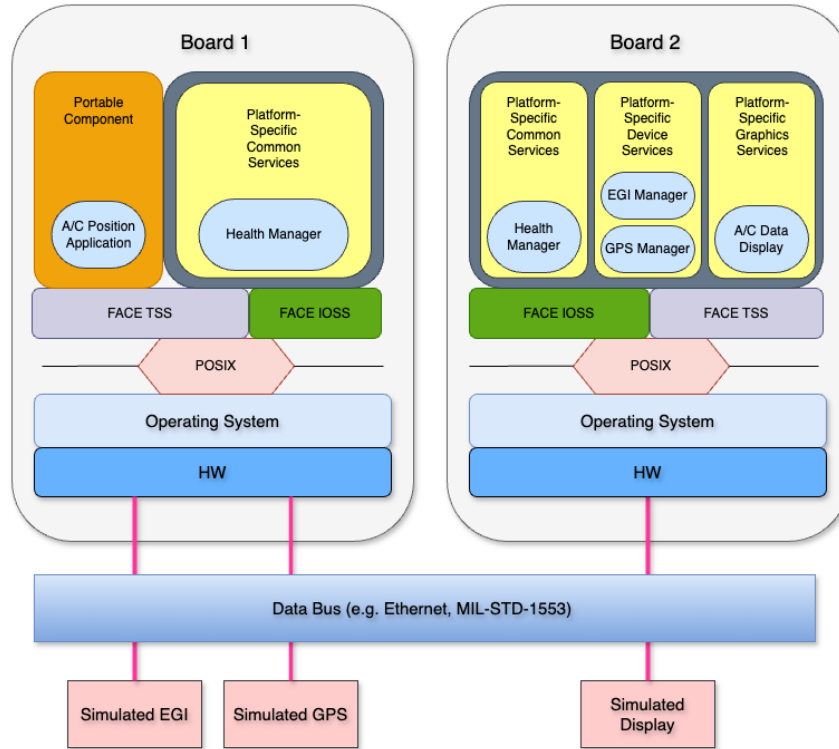 Board 1
Portable
Component
A/C Position
Application
Platform-
Specific
Common
Services
Health Manager
FACE TSS
FACE IOSS
POSIX
Operating System
HW
Board 2
Platform-
Specific
Common
Services
Health
Manager
Platform-
Specific
Device
Services
EGI Manager
GPS Manager
Platform-
Specific
Graphics
Services
A/C Data
Display
FACE IOSS
FACE TSS
POSIX
Operating System
HW
Data Bus (e.g. Ethernet, MIL-STD-1553)
Simulated EGI
Simulated GPS
Simulated
Display